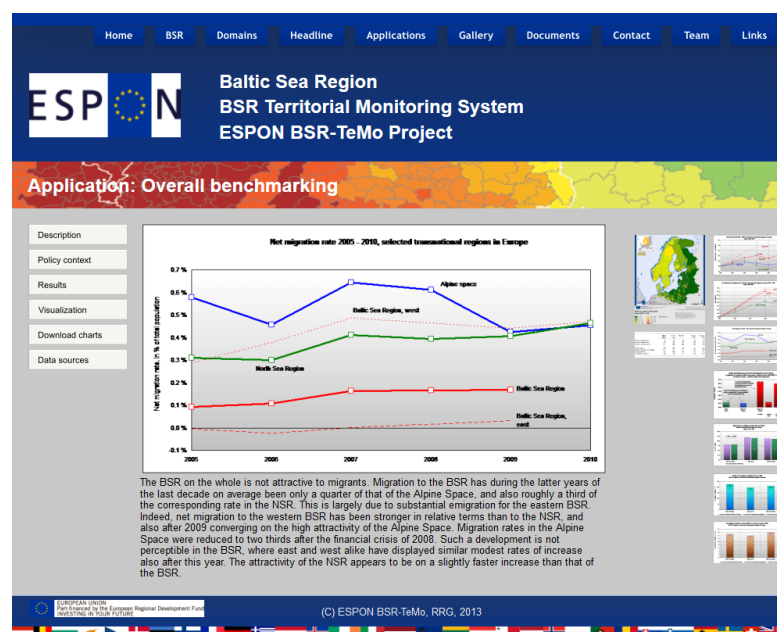 Home BSR Domains Headline Applications Gallery Documents Contact Team Links
ESPON
Baltic Sea Region
BSR Territorial Monitoring System
ESPON BSR-TeMo Project
Application: Overall benchmarking
Description
Policy context
Results
Visualization
Download charts
Data sources
Net migration rate 2005 - 2010, selected transnational regions in Europe
Net migration rate, in % of total population
0.7 %
0.6 %
0.5 %
0.4 %
0.3 %
0.2 %
0.1 %
0.0 %
-0.1 %
Alpine space
Baltic Sea Region, west
North Sea Region
Baltic Sea Region
Baltic Sea Region,
east
2005 2006 2007 2008 2009 2010
The BSR on the whole is not attractive to migrants. Migration to the BSR has during the latter years of
the last decade on average been only a quarter of that of the Alpine Space, and also roughly a third of
the corresponding rate in the NSR. This is largely due to substantial emigration for the eastern BSR.
Indeed, net migration to the western BSR has been stronger in relative terms than to the NSR, and
also after 2009 converging on the high attractivity of the Alpine Space. Migration rates in the Alpine
Space were reduced to two thirds after the financial crisis of 2008. Such a development is not
perceptible in the BSR, where east and west alike have displayed similar modest rates of increase
also after this year. The attractivity of the NSR appears to be on a slightly faster increase than that of
the BSR.
EUROPEAN UNION
Part-financed by the European Regional Development Fund
INVESTING IN YOUR FUTURE
(C) ESPON BSR-TeMo, RRG, 2013